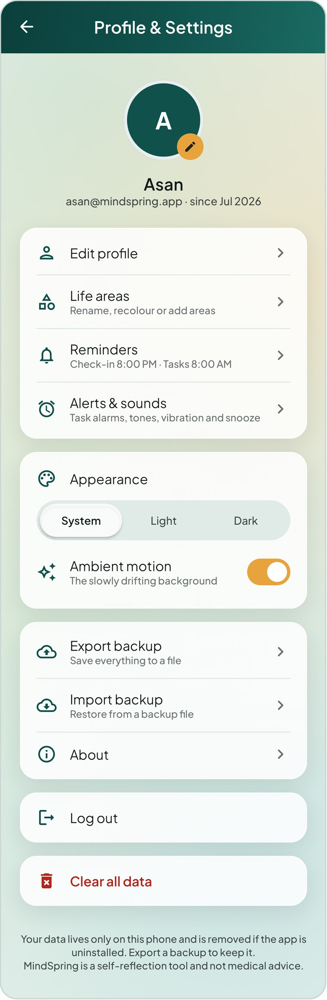 Profile & Settings
A
Asan
asan@mindspring.app · since Jul 2026
Edit profile
Life areas
Rename, recolour or add areas
Reminders
Check-in 8:00 PM · Tasks 8:00 AM
Alerts & sounds
Task alarms, tones, vibration and snooze
Appearance
System Light Dark
Ambient motion
The slowly drifting background
Export backup
Save everything to a file
Import backup
Restore from a backup file
About
Log out
Clear all data
Your data lives only on this phone and is removed if the app is
uninstalled. Export a backup to keep it.
MindSpring is a self-reflection tool and not medical advice.